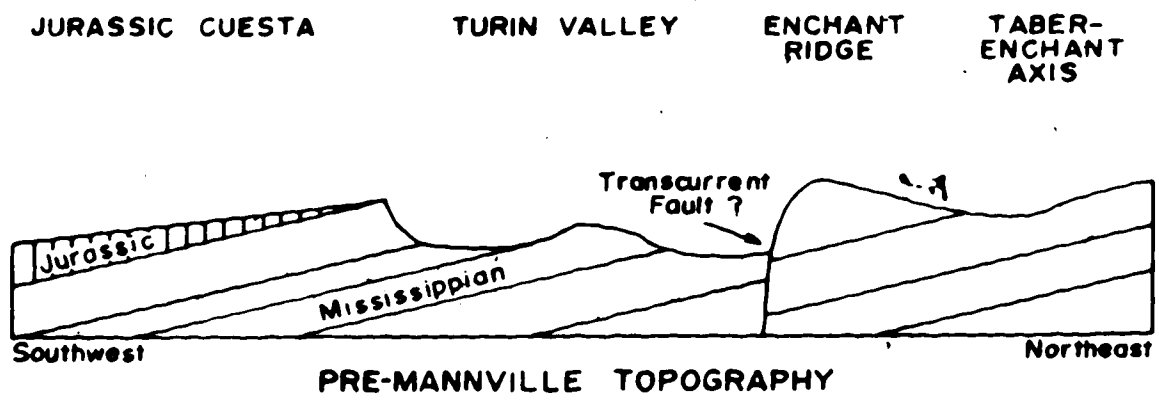 JURASSIC CUESTA
TURIN VALLEY
ENCHANT
RIDGE
TABER-
ENCHANT
AXIS
Transcurrent
Fault ?
Jurassic
Mississippian
Southwest
Northeast
PRE-MANNVILLE TOPOGRAPHY